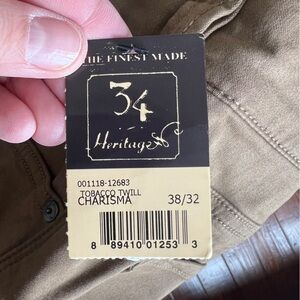 THE FINEST MADE
34
Heritage
001118-12683
TOBACCO TWILL
CHARISMA 38/32
8 89410 01253 3